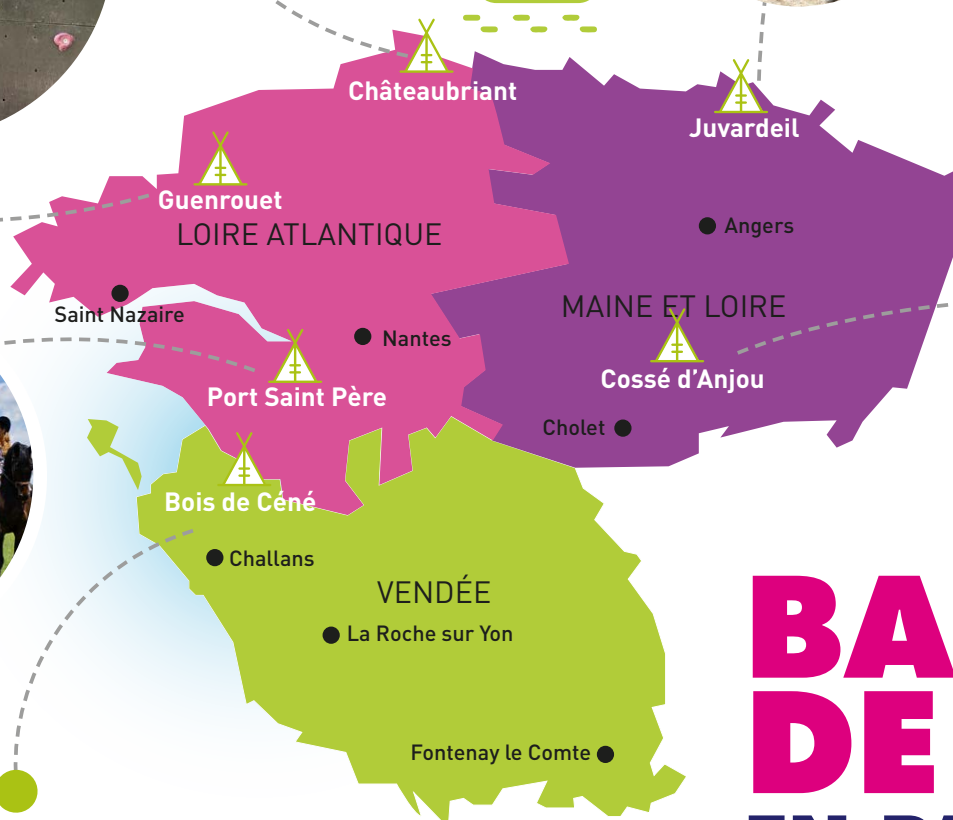 Châteaubriant
Juvardeil
Guenrouet
LOIRE ATLANTIQUE
Angers
Saint Nazaire
MAINE ET LOIRE
Nantes
Cossé d'Anjou
Port Saint Père
Cholet
Bois de Céné
Challans
VENDÉE
La Roche sur Yon
Fontenay le Comte
BA
DE